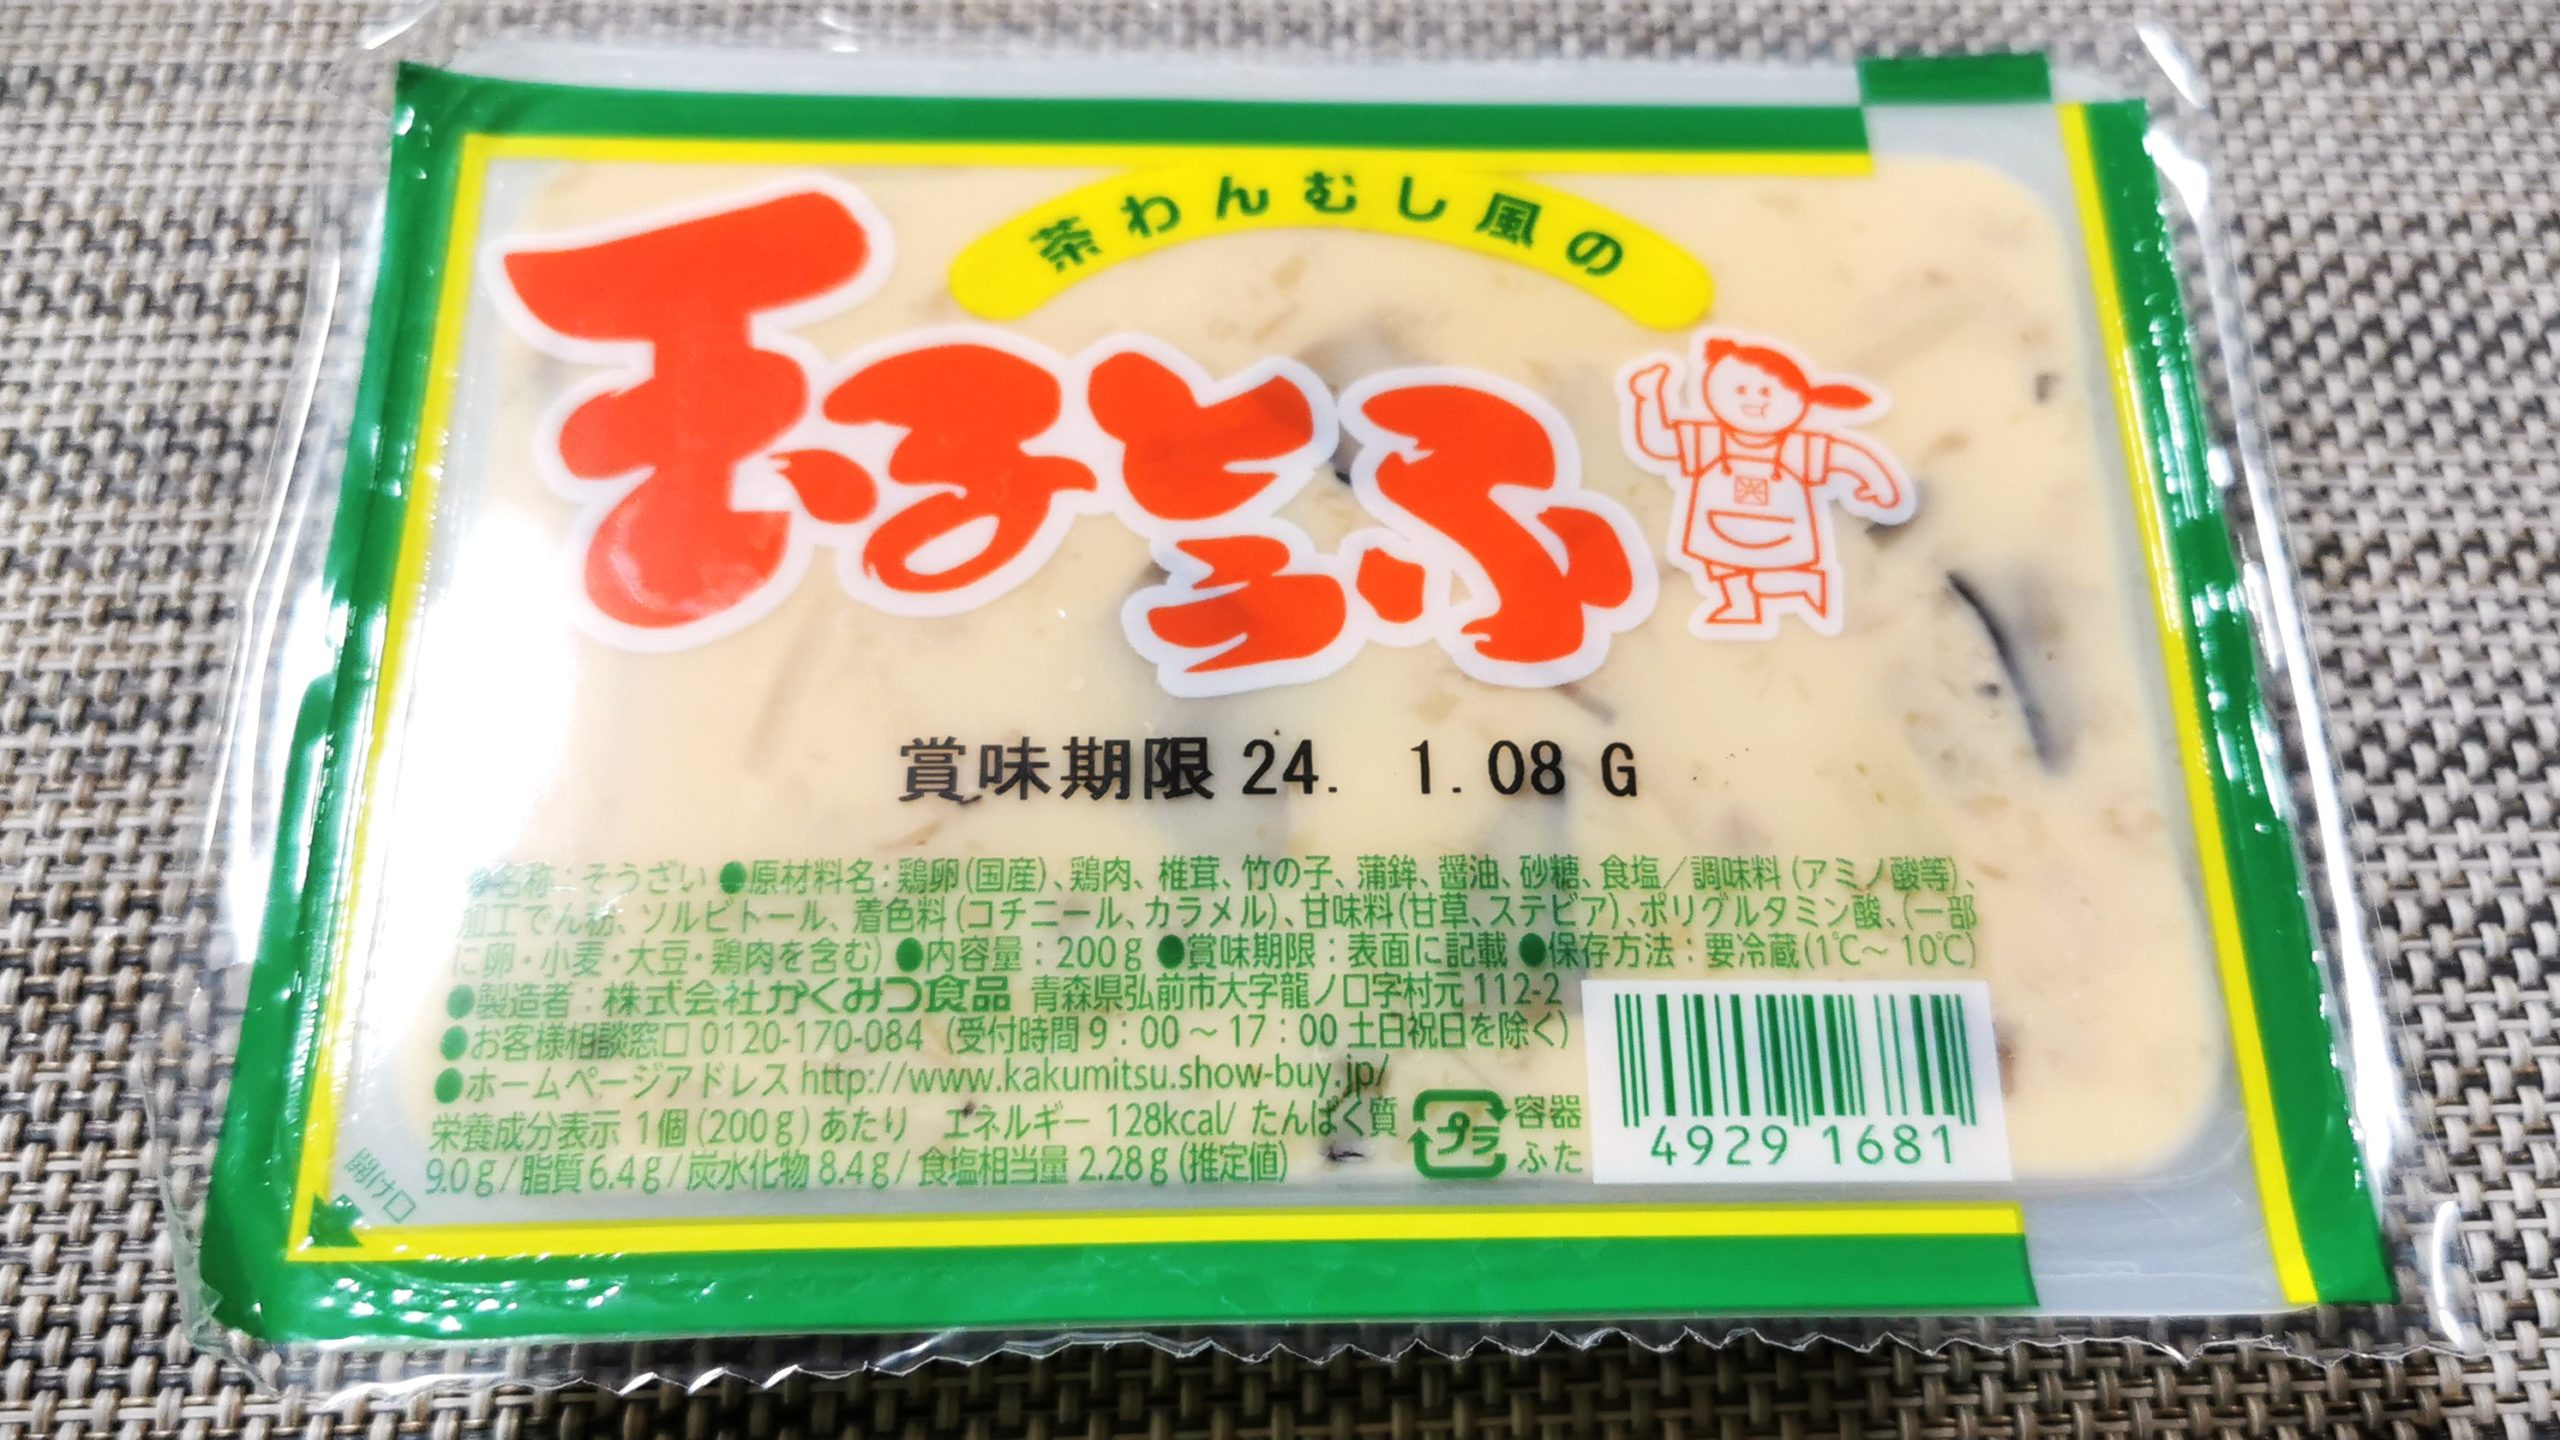 茶わんむし風の
玉子とうふ
賞味期限 24. 1.08 G
●名称：そうざい ●原材料名：鶏卵(国産)、鶏肉、椎茸、竹の子、蒲鉾、醤油、砂糖、食塩／調味料(アミノ酸等)、
加工でん粉、ソルビトール、着色料(コチニール、カラメル)、甘味料(甘草、ステビア)、ポリグルタミン酸、(一部
に卵・小麦・大豆・鶏肉を含む) ●内容量：200g ●賞味期限：表面に記載 ●保存方法：要冷蔵(1℃～10℃)
●製造者：株式会社かくみつ食品 青森県弘前市大字龍ノ口字村元112-2
●お客様相談窓口 0120-170-084 (受付時間 9：00～17：00 土日祝日を除く)
●ホームページアドレス http://www.kakumitsu.show-buy.jp/
栄養成分表示 1個(200g)あたり エネルギー 128kcal/ たんぱく質
9.0g/脂質6.4g/炭水化物8.4g/食塩相当量2.28g(推定値)
プラ
容器
ふた
4929 1681
開け口